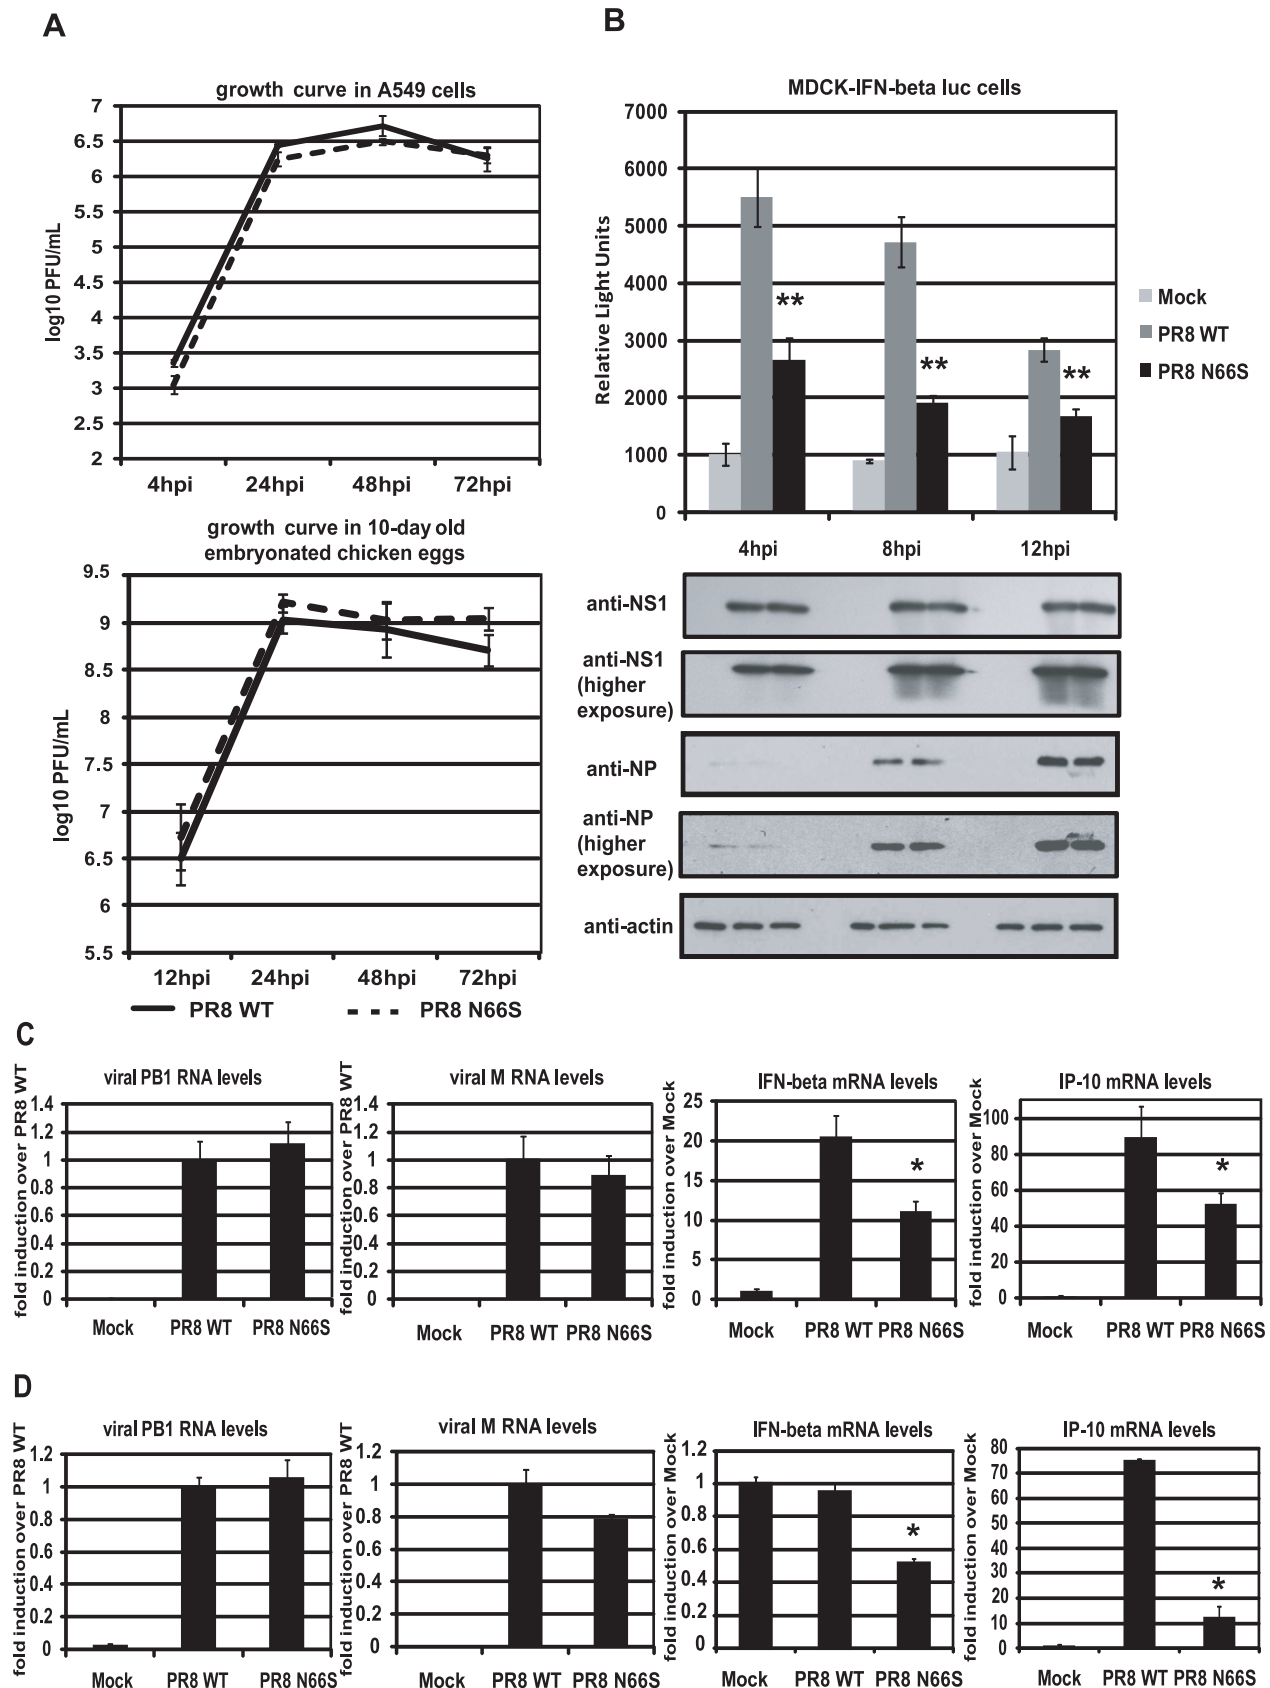 A
growth curve in A549 cells
log10 PFU/mL
7
6.5
6
5.5
5
4.5
4
3.5
3
2.5
2
4hpi 24hpi 48hpi 72hpi
growth curve in 10-day old
embryonated chicken eggs
log10 PFU/mL
9.5
9
8.5
8
7.5
7
6.5
6
5.5
12hpi 24hpi 48hpi 72hpi
PR8 WT PR8 N66S
B
MDCK-IFN-beta luc cells
Relative Light Units
7000
6000
5000
4000
3000
2000
1000
0
** ** **
Mock
PR8 WT
PR8 N66S
4hpi 8hpi 12hpi
anti-NS1
anti-NS1
(higher
exposure)
anti-NP
anti-NP
(higher
exposure)
anti-actin
C
viral PB1 RNA levels
fold induction over PR8 WT
1.4
1.2
1
0.8
0.6
0.4
0.2
0
Mock PR8 WT PR8 N66S
viral M RNA levels
fold induction over PR8 WT
1.4
1.2
1
0.8
0.6
0.4
0.2
0
Mock PR8 WT PR8 N66S
IFN-beta mRNA levels
fold induction over Mock
25
20
15
10
5
0
*
Mock PR8 WT PR8 N66S
IP-10 mRNA levels
fold induction over Mock
100
80
60
40
20
0
*
Mock PR8 WT PR8 N66S
D
viral PB1 RNA levels
fold induction over PR8 WT
1.2
1
0.8
0.6
0.4
0.2
0
Mock PR8 WT PR8 N66S
viral M RNA levels
fold induction over PR8 WT
1.2
1
0.8
0.6
0.4
0.2
0
Mock PR8 WT PR8 N66S
IFN-beta mRNA levels
fold induction over Mock
1.2
1
0.8
0.6
0.4
0.2
0
*
Mock PR8 WT PR8 N66S
IP-10 mRNA levels
fold induction over Mock
80
70
60
50
40
30
20
10
0
*
Mock PR8 WT PR8 N66S